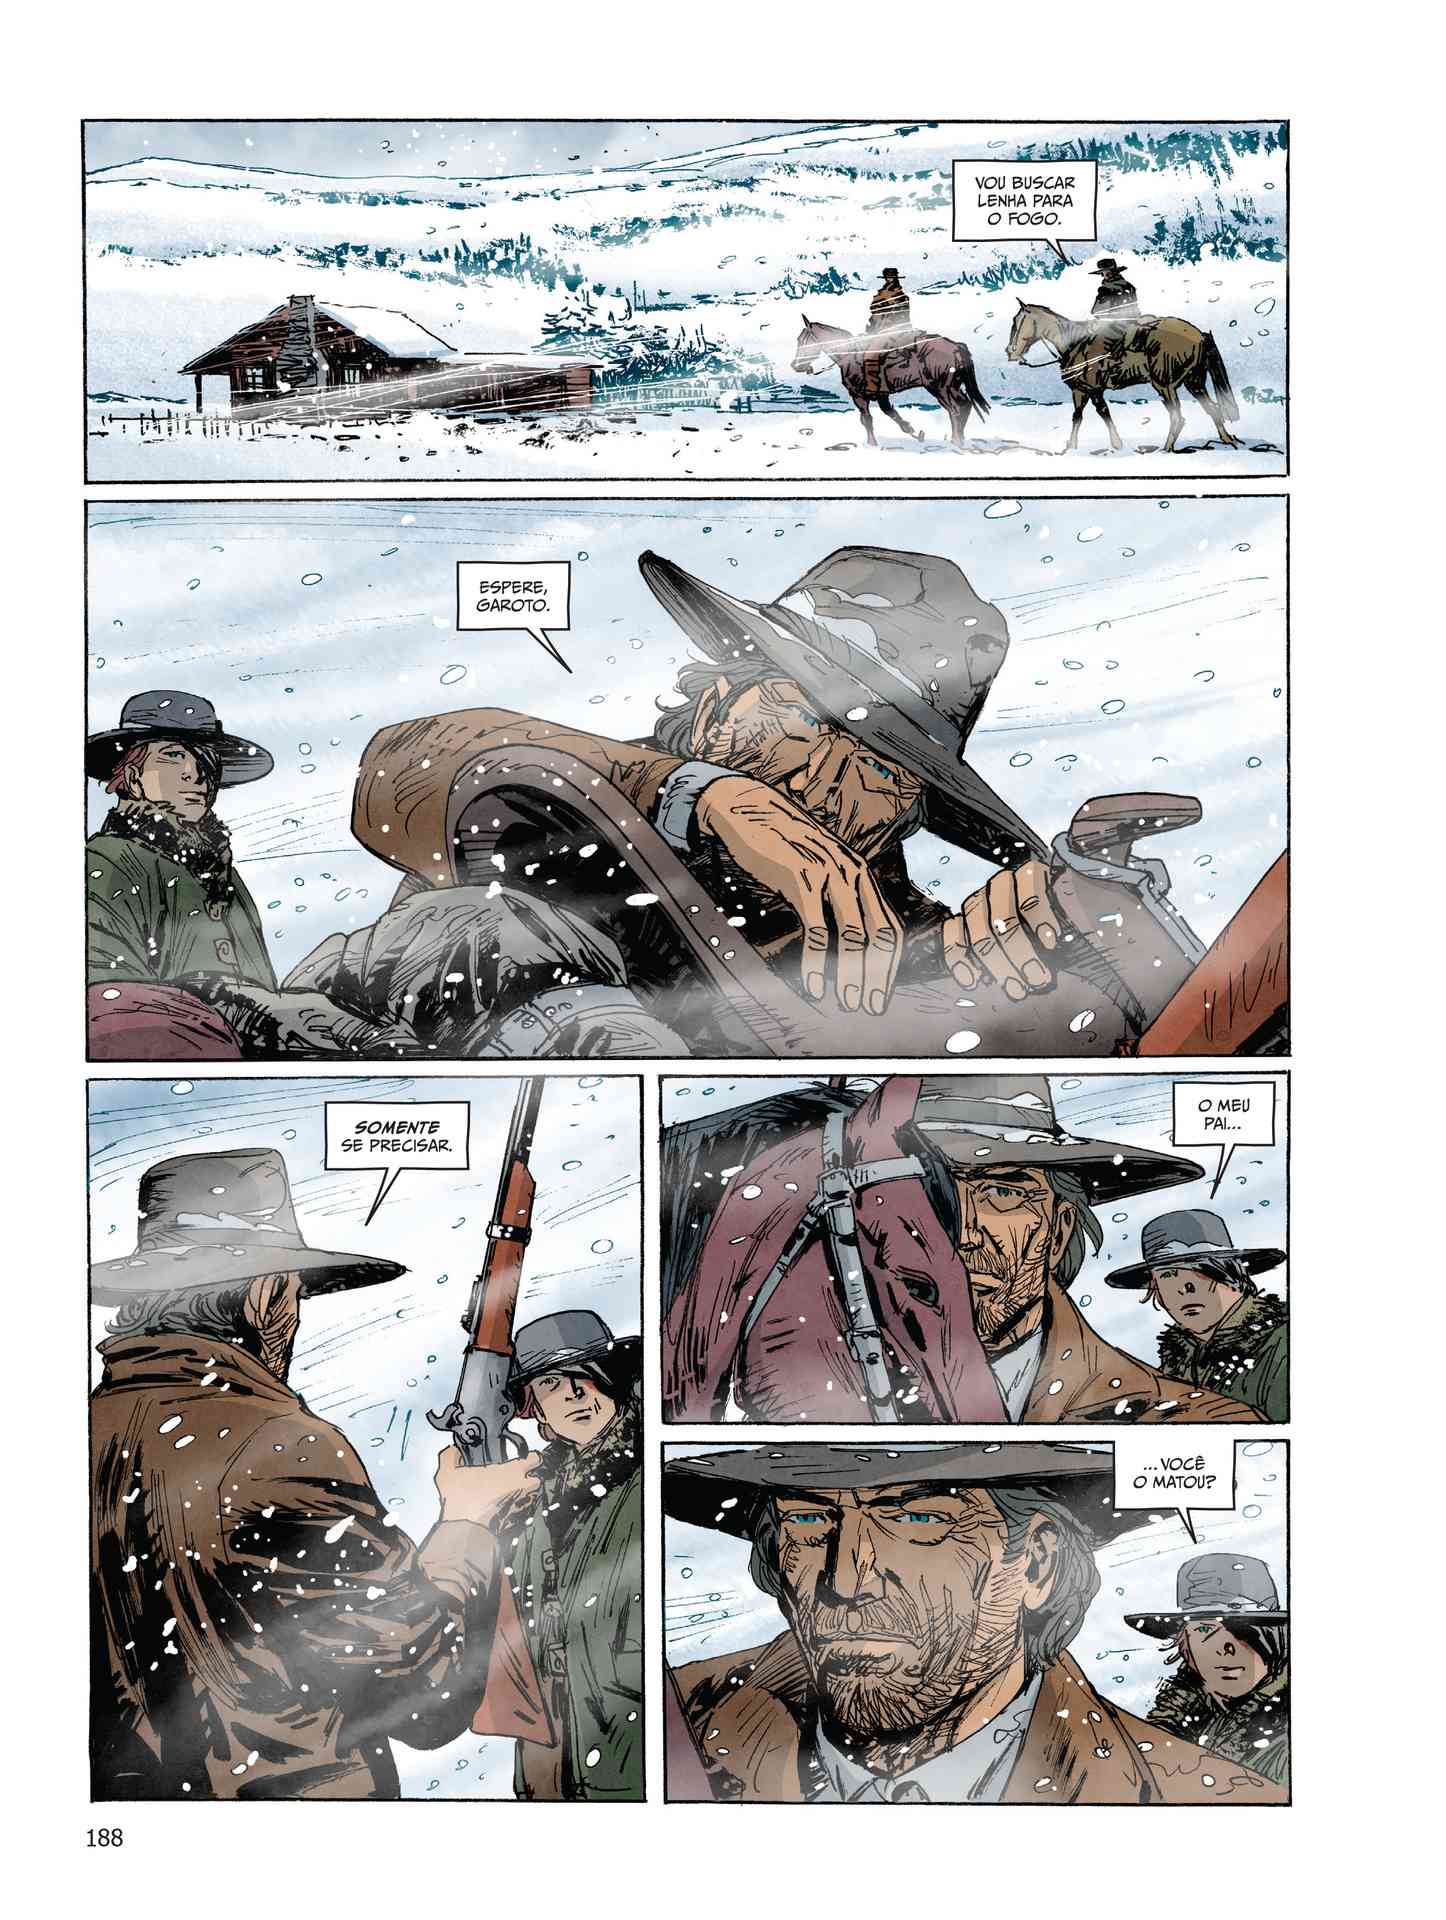 VOU BUSCAR
LENHA PARA
O FOGO.
ESPERE,
GAROTO.
SOMENTE
SE PRECISAR.
O MEU
PAI...
...VOCÊ
O MATOU?
188